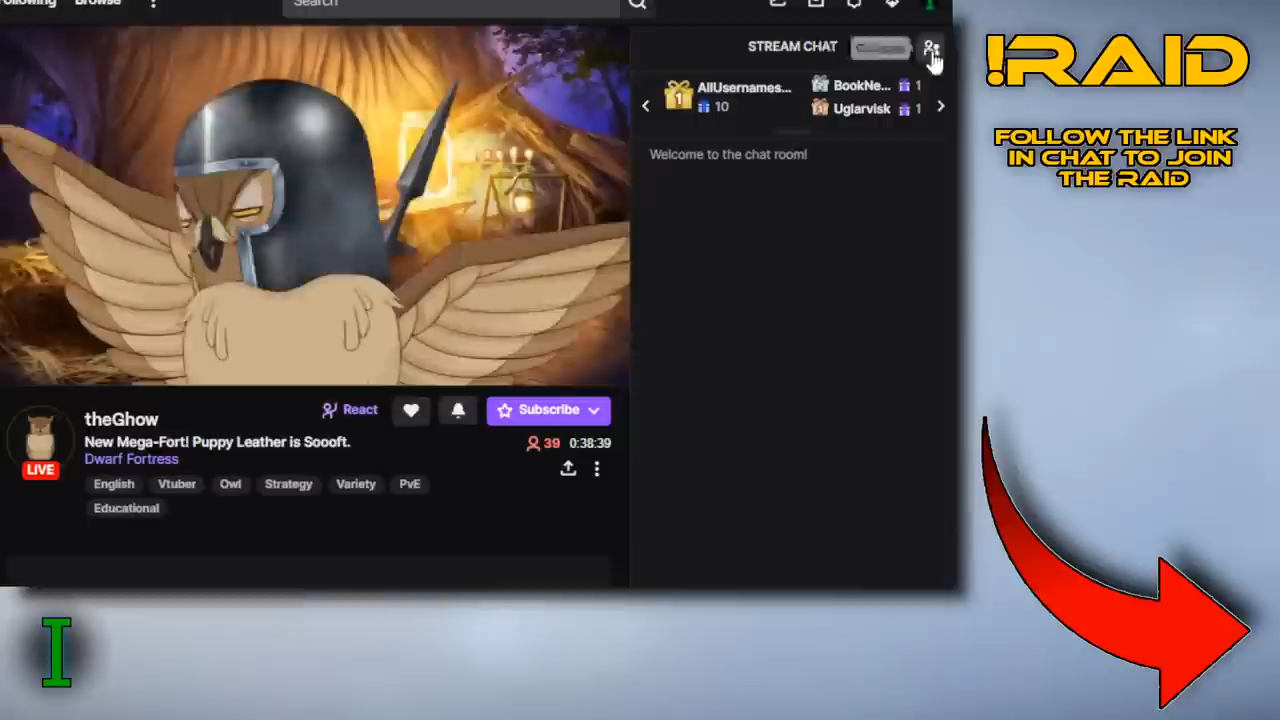 Following Browse
Search
STREAM CHAT
1 AllUsernames...
10
BookNe... 1
Uglarvisk 1
Welcome to the chat room!
theGhow
React
Subscribe
New Mega-Fort! Puppy Leather is Soooft.
39 0:38:39
Dwarf Fortress
LIVE
English Vtuber Owl Strategy Variety PvE
Educational
!RAID
FOLLOW THE LINK
IN CHAT TO JOIN
THE RAID
I